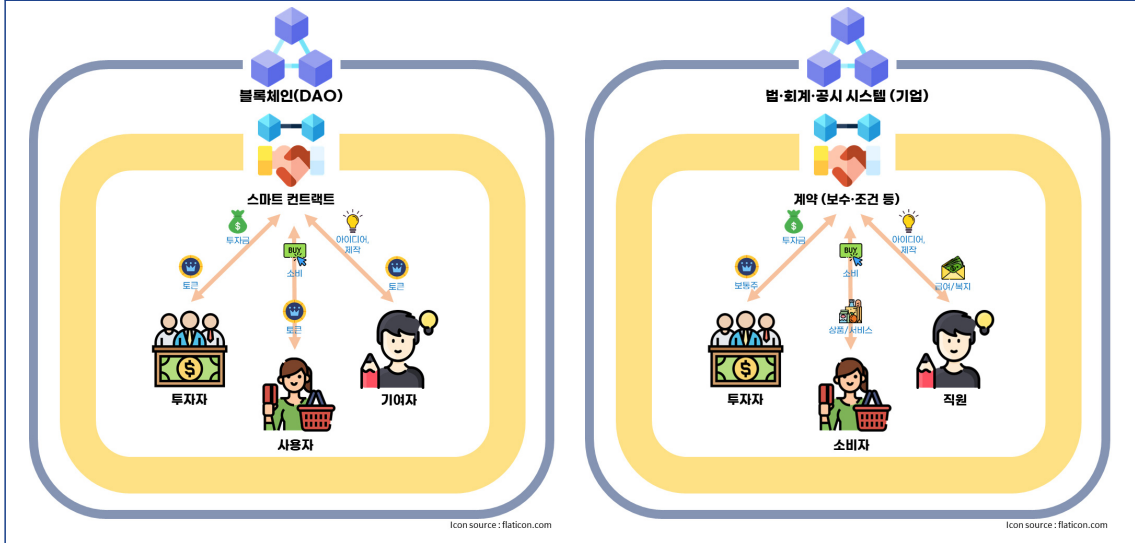 블록체인(DAO)
스마트 컨트랙트
투자금
아이디어,
제작
BUY
소비
토큰
토큰
토큰
투자자
기여자
사용자
Icon source : flaticon.com
법·회계·공시 시스템 (기업)
계약 (보수·조건 등)
투자금
아이디어,
제작
BUY
소비
보통주
급여/복지
상품/서비스
투자자
직원
소비자
Icon source : flaticon.com